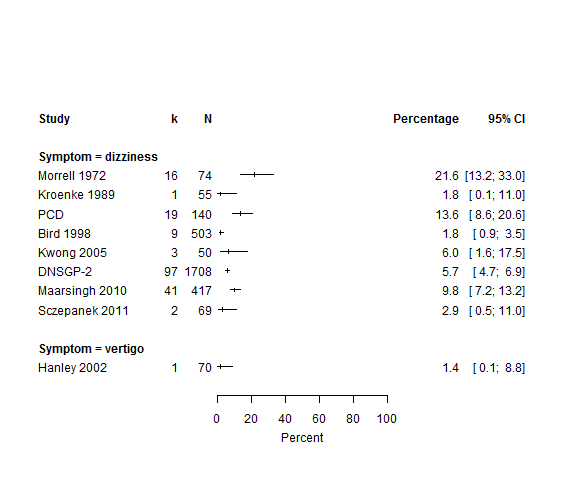 Study k N Percentage 95% CI
Symptom = dizziness
Morrell 1972 16 74 21.6 [13.2; 33.0]
Kroenke 1989 1 55 1.8 [ 0.1; 11.0]
PCD 19 140 13.6 [ 8.6; 20.6]
Bird 1998 9 503 1.8 [ 0.9; 3.5]
Kwong 2005 3 50 6.0 [ 1.6; 17.5]
DNSGP-2 97 1708 5.7 [ 4.7; 6.9]
Maarsingh 2010 41 417 9.8 [ 7.2; 13.2]
Sczepanek 2011 2 69 2.9 [ 0.5; 11.0]
Symptom = vertigo
Hanley 2002 1 70 1.4 [ 0.1; 8.8]
0 20 40 60 80 100
Percent